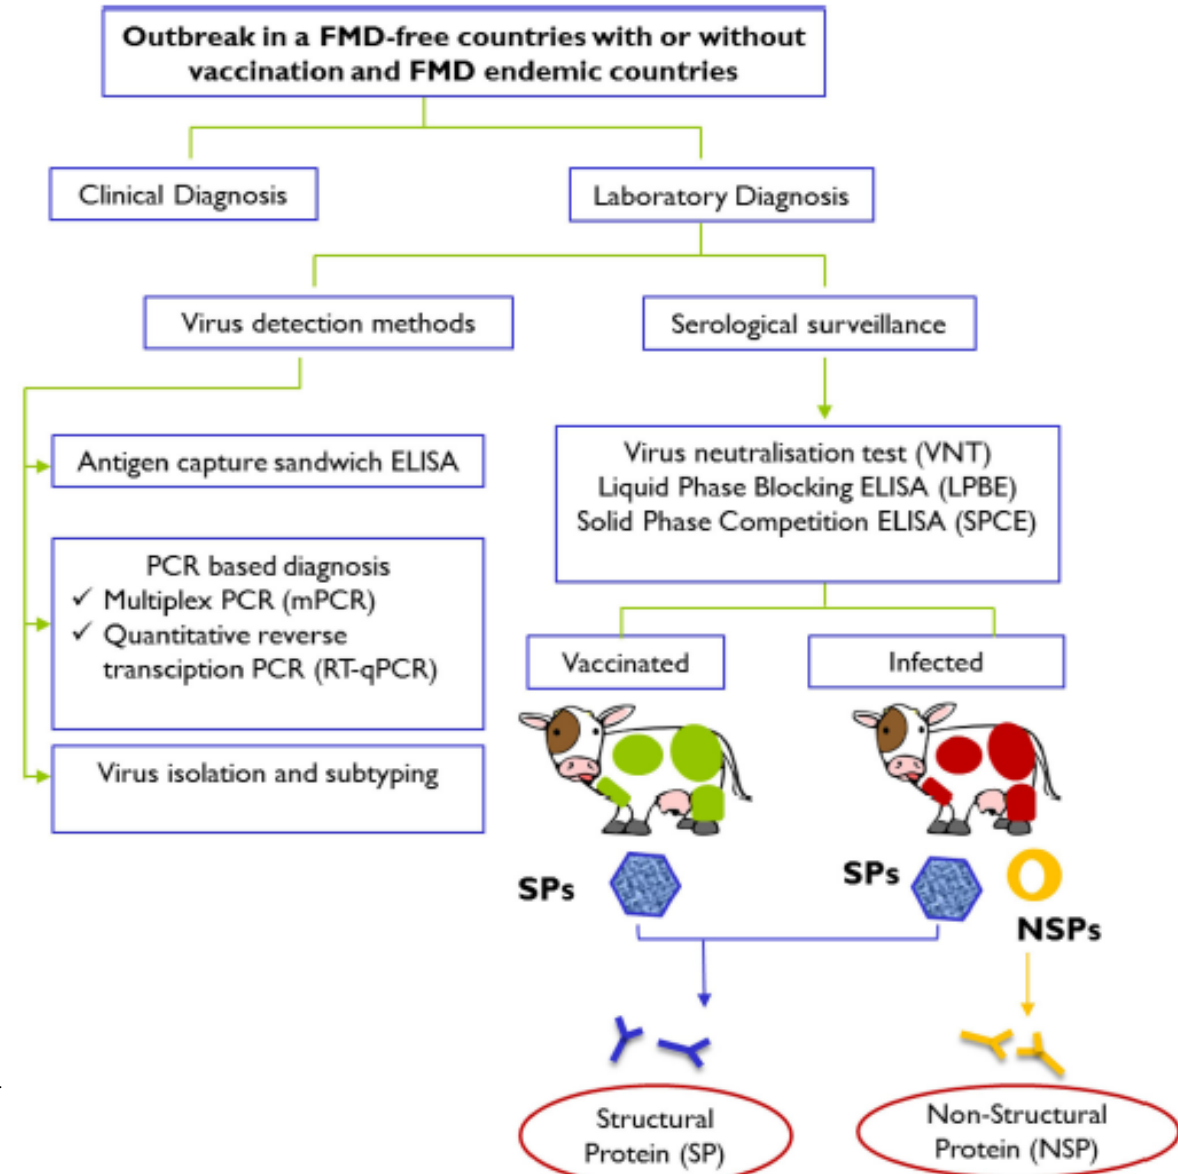 Outbreak in a FMD-free countries with or without
vaccination and FMD endemic countries
Clinical Diagnosis
Laboratory Diagnosis
Virus detection methods
Serological surveillance
Antigen capture sandwich ELISA
PCR based diagnosis
✓ Multiplex PCR (mPCR)
✓ Quantitative reverse
transciption PCR (RT-qPCR)
Virus isolation and subtyping
Virus neutralisation test (VNT)
Liquid Phase Blocking ELISA (LPBE)
Solid Phase Competition ELISA (SPCE)
Vaccinated
Infected
SPs
SPs
NSPs
Structural
Protein (SP)
Non-Structural
Protein (NSP)